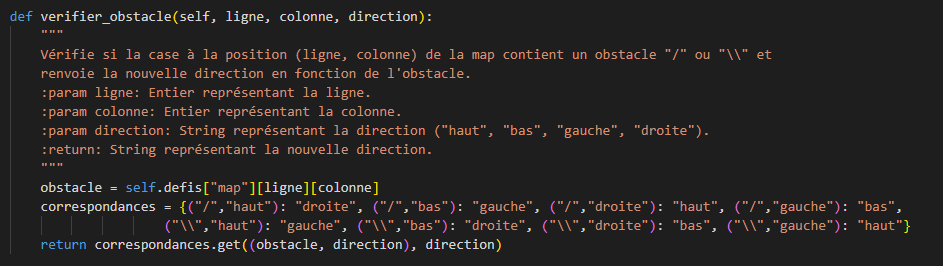 def verifier_obstacle(self, ligne, colonne, direction):
    """
    Vérifie si la case à la position (ligne, colonne) de la map contient un obstacle "/" ou "\\" et
    renvoie la nouvelle direction en fonction de l'obstacle.
    :param ligne: Entier représentant la ligne.
    :param colonne: Entier représentant la colonne.
    :param direction: String représentant la direction ("haut", "bas", "gauche", "droite").
    :return: String représentant la nouvelle direction.
    """
    obstacle = self.defis["map"][ligne][colonne]
    correspondances = {("/","haut"): "droite", ("/","bas"): "gauche", ("/","droite"): "haut", ("/","gauche"): "bas",
                    ("\\","haut"): "gauche", ("\\","bas"): "droite", ("\\","droite"): "bas", ("\\","gauche"): "haut"}
    return correspondances.get((obstacle, direction), direction)